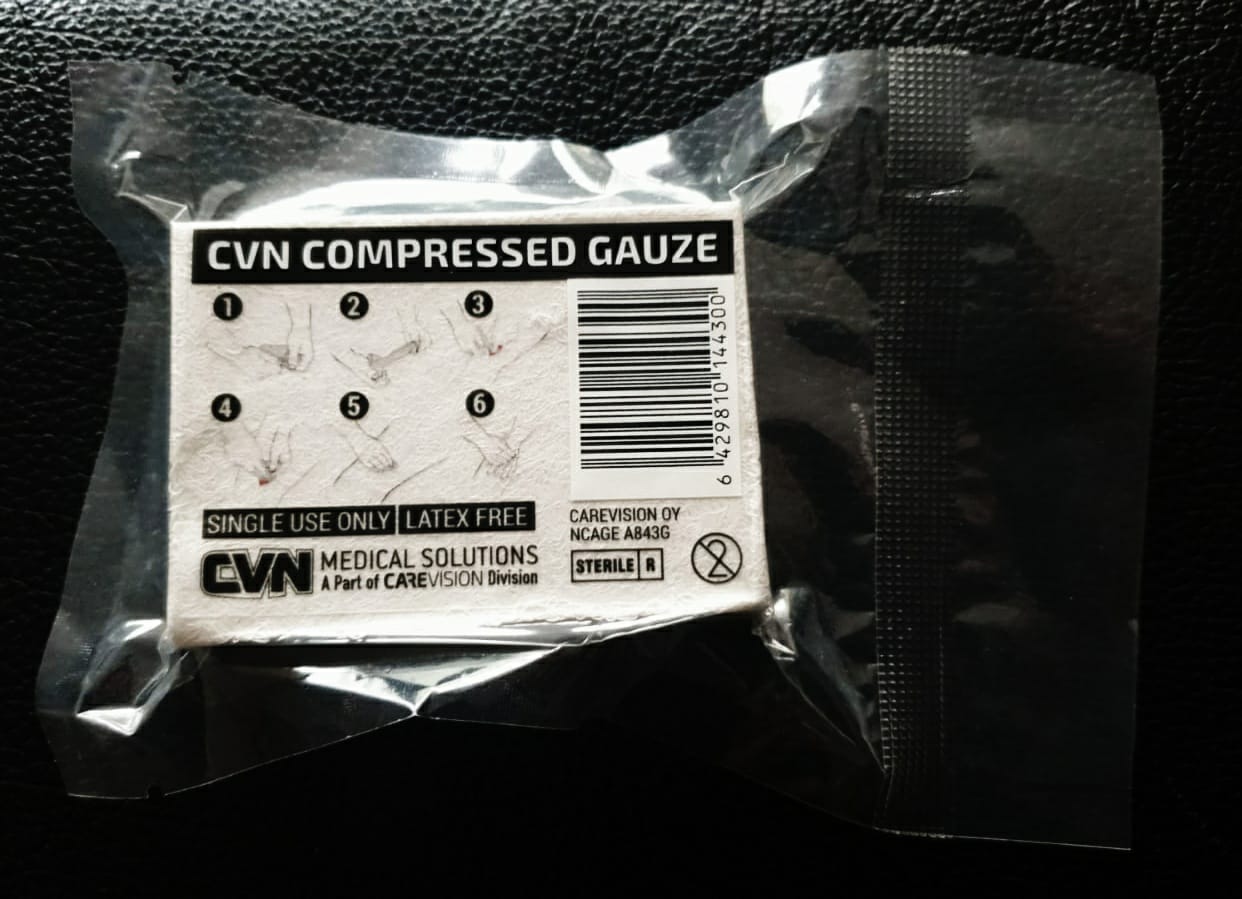 CVN COMPRESSED GAUZE
1
2
3
4
5
6
6 429810 144300
SINGLE USE ONLY LATEX FREE
CVN MEDICAL SOLUTIONS
A Part of CAREVISION Division
CAREVISION OY
NCAGE A843G
STERILE R
2